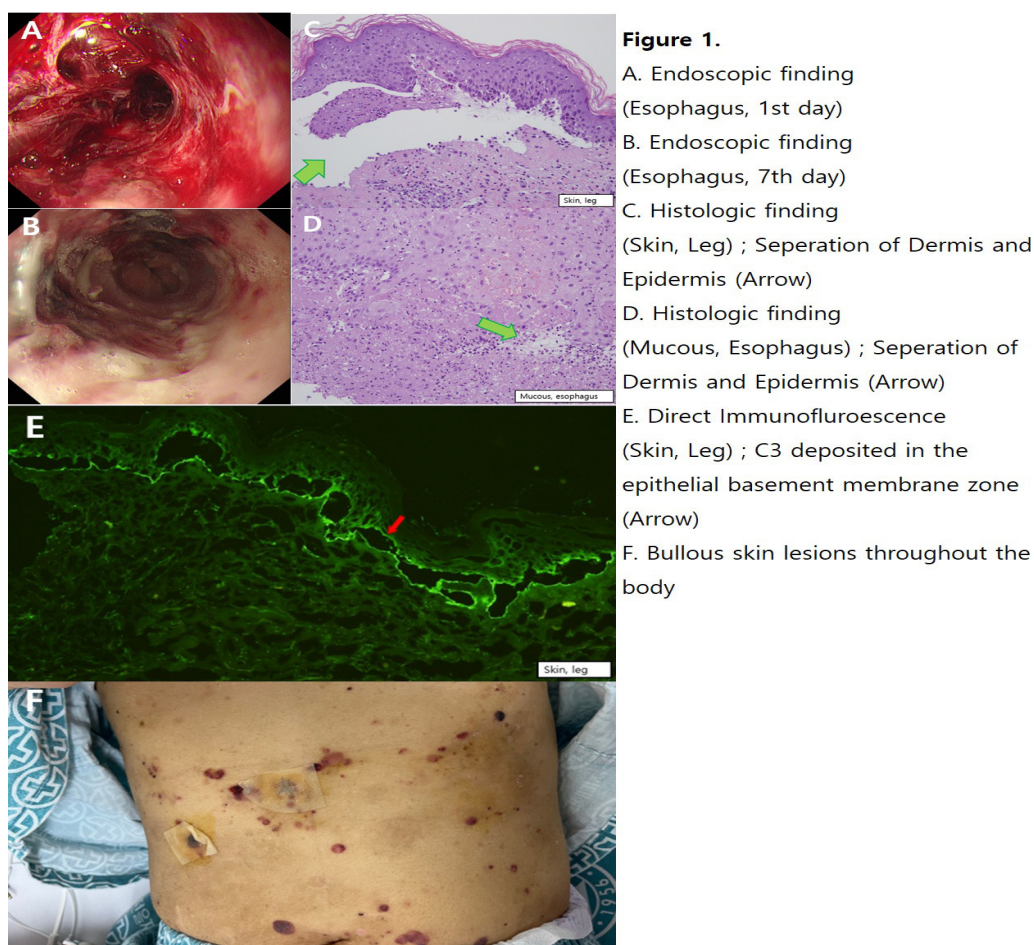 A
C
Skin, leg
B
D
Mucous, esophagus
E
Skin, leg
F
1956
Figure 1.
A. Endoscopic finding
(Esophagus, 1st day)
B. Endoscopic finding
(Esophagus, 7th day)
C. Histologic finding
(Skin, Leg) ; Seperation of Dermis and
Epidermis (Arrow)
D. Histologic finding
(Mucous, Esophagus) ; Seperation of
Dermis and Epidermis (Arrow)
E. Direct Immunofluroescence
(Skin, Leg) ; C3 deposited in the
epithelial basement membrane zone
(Arrow)
F. Bullous skin lesions throughout the
body